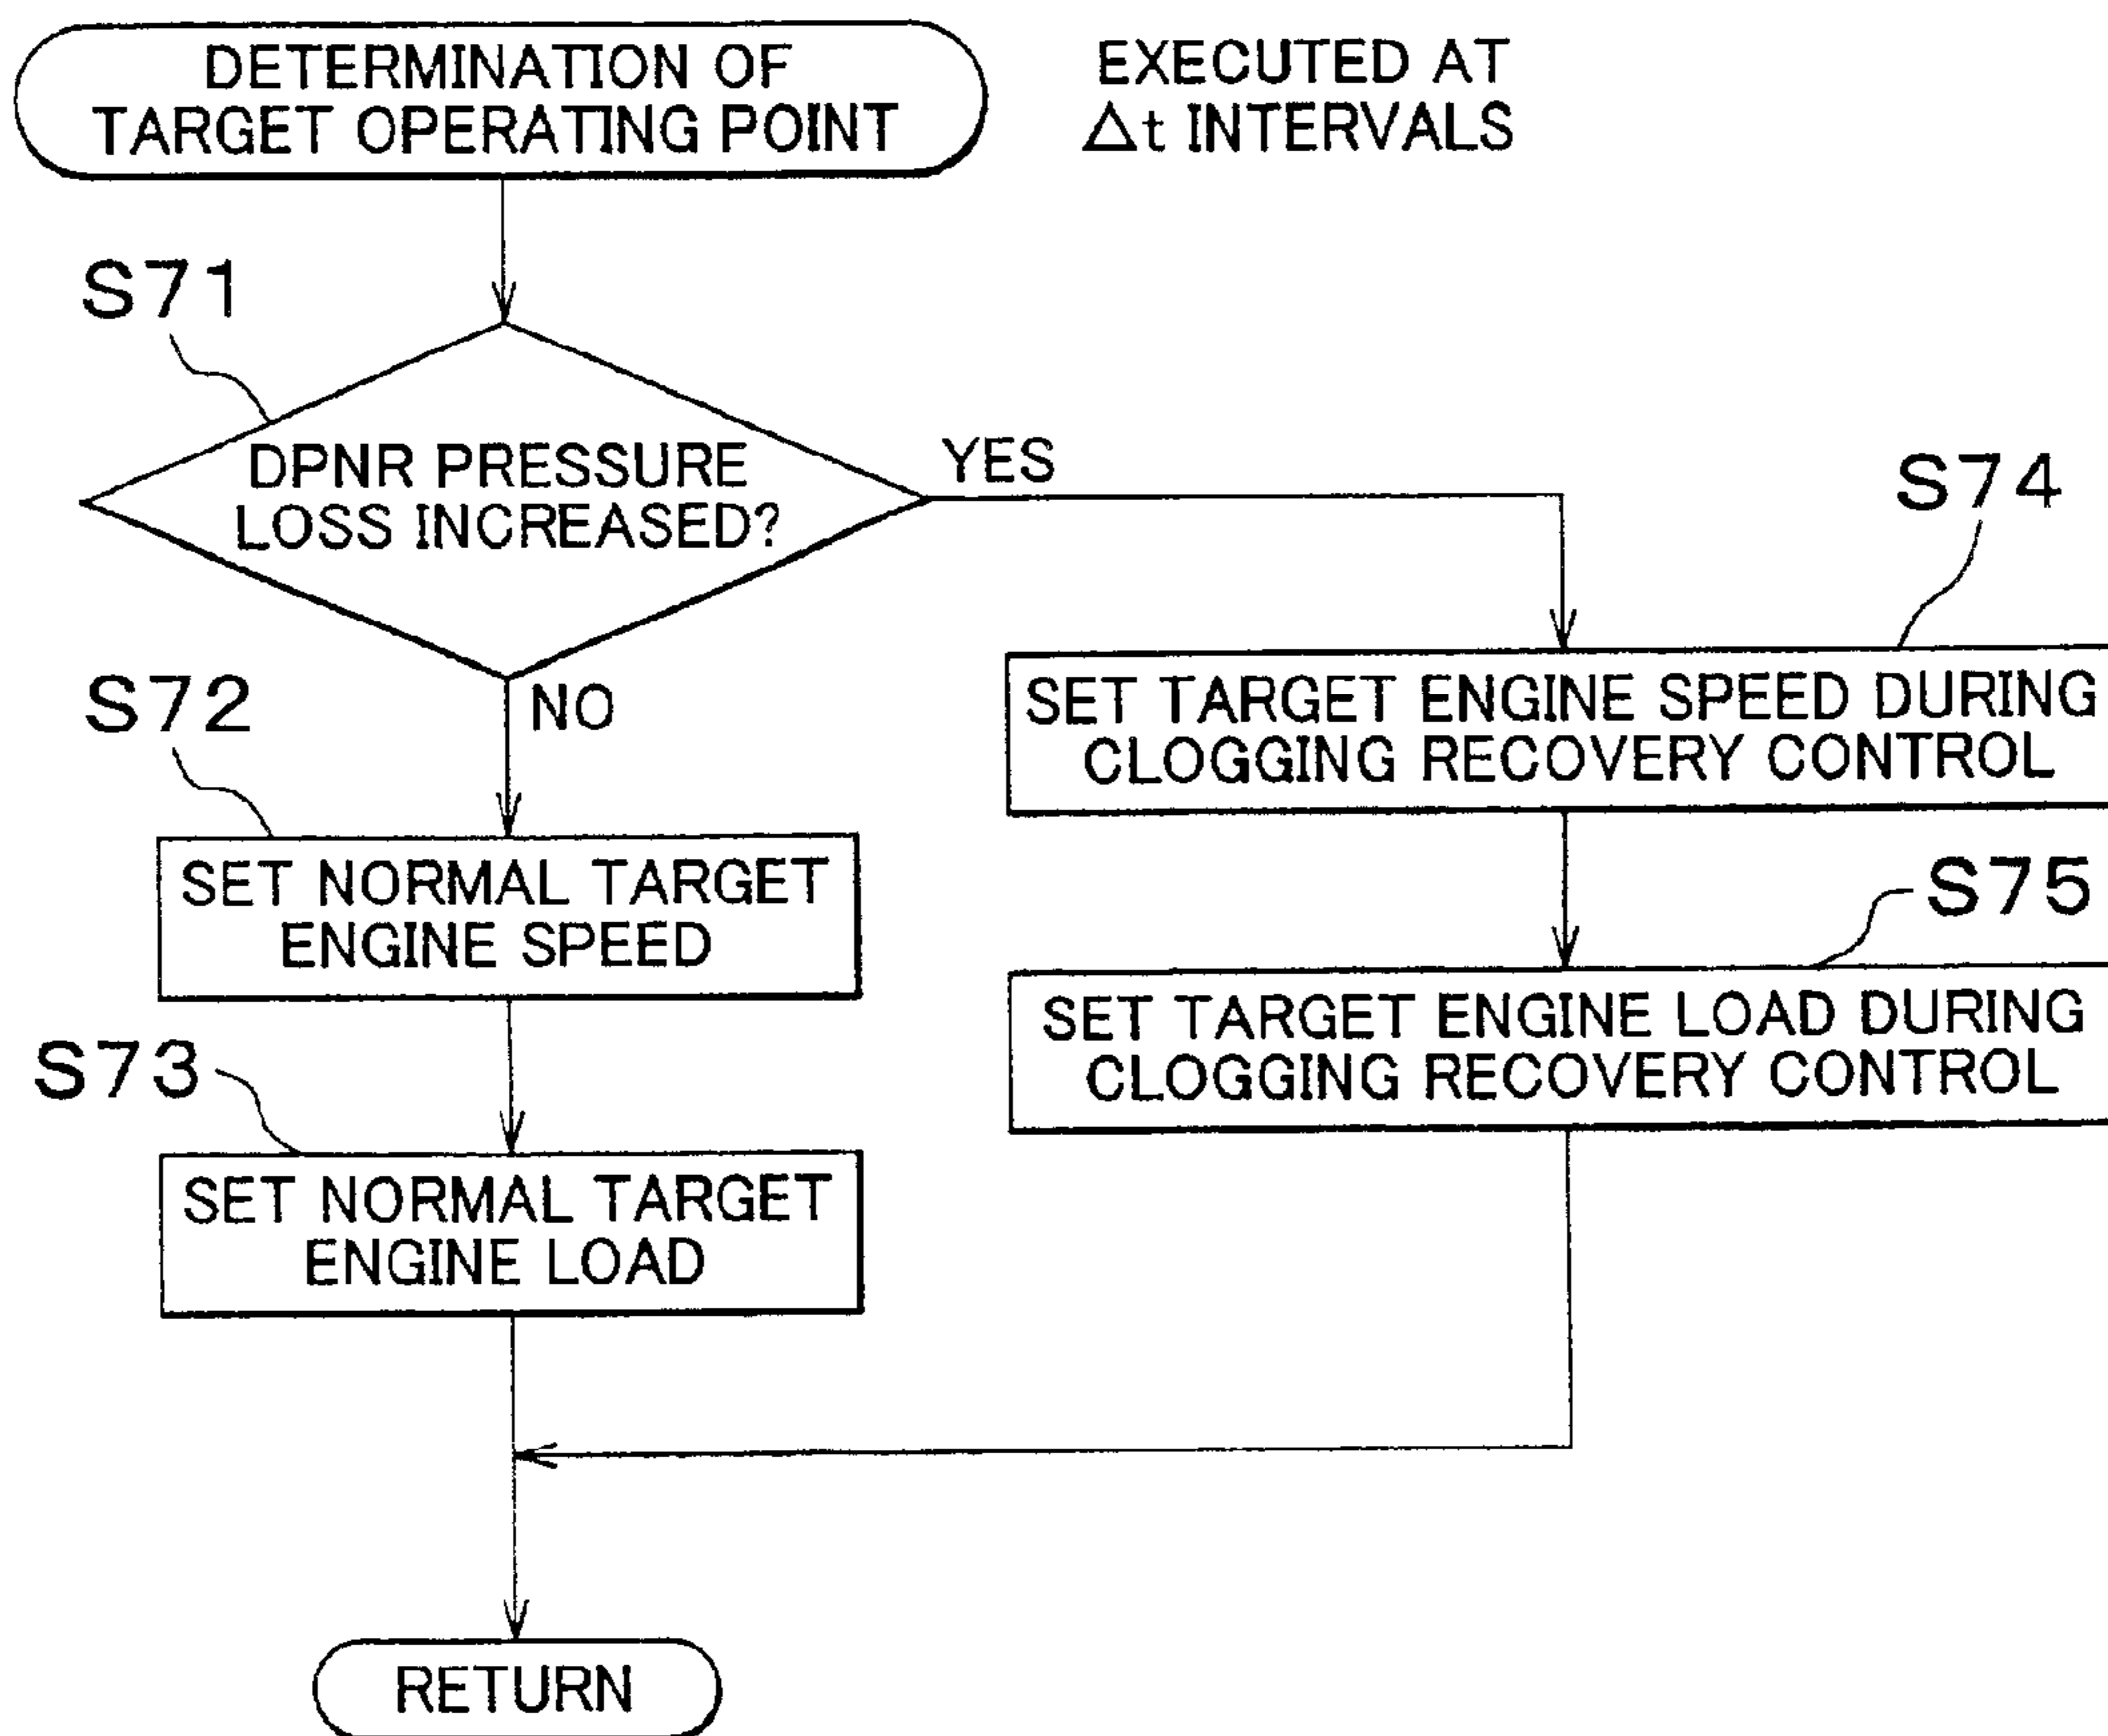 DETERMINATION OF
TARGET OPERATING POINT
EXECUTED AT
Δt INTERVALS
S71
DPNR PRESSURE
LOSS INCREASED?
YES
S74
SET TARGET ENGINE SPEED DURING
CLOGGING RECOVERY CONTROL
NO
S72
SET NORMAL TARGET
ENGINE SPEED
S75
SET TARGET ENGINE LOAD DURING
CLOGGING RECOVERY CONTROL
S73
SET NORMAL TARGET
ENGINE LOAD
RETURN